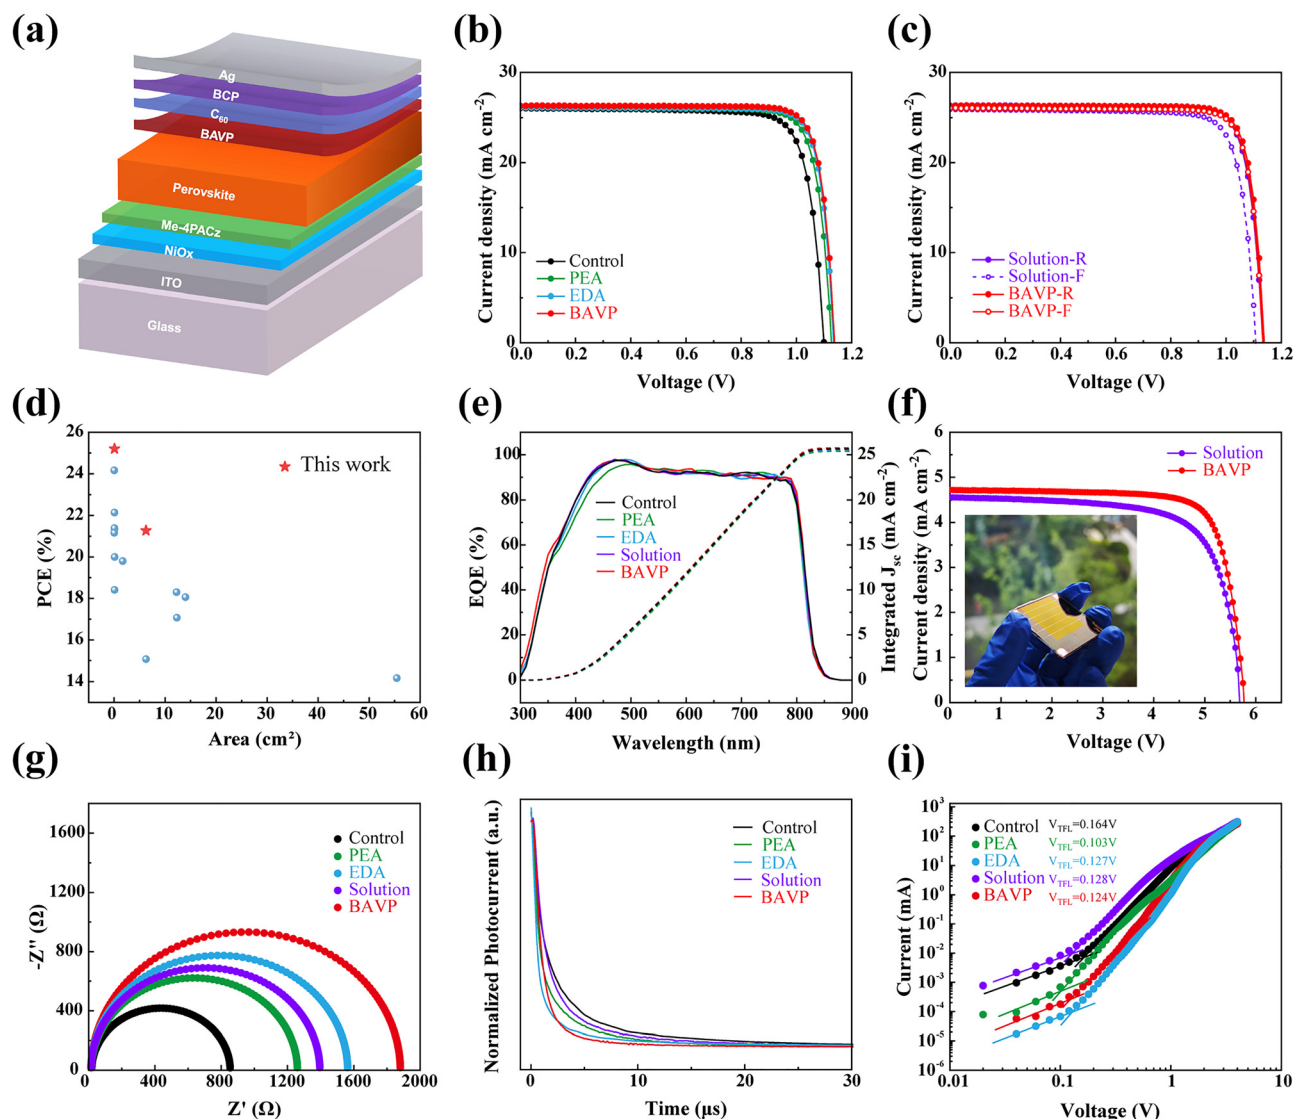 (a)
Ag
BCP
C₆₀
BAVP
Perovskite
Me-4PACz
NiOx
ITO
Glass
(b)
Current density (mA cm⁻²)
30
20
10
0
Control
PEA
EDA
BAVP
0.0 0.2 0.4 0.6 0.8 1.0 1.2
Voltage (V)
(c)
Current density (mA cm⁻²)
30
20
10
0
Solution-R
Solution-F
BAVP-R
BAVP-F
0.0 0.2 0.4 0.6 0.8 1.0 1.2
Voltage (V)
(d)
PCE (%)
26
24
22
20
18
16
14
This work
0 10 20 30 40 50 60
Area (cm²)
(e)
EQE (%)
100
80
60
40
20
0
Control
PEA
EDA
Solution
BAVP
25
20
15
10
5
0
Integrated Jsc (mA cm⁻²)
300 400 500 600 700 800 900
Wavelength (nm)
(f)
Current density (mA cm⁻²)
6
5
4
3
2
1
0
Solution
BAVP
0 1 2 3 4 5 6
Voltage (V)
(g)
-Z'' (Ω)
1600
1200
800
400
0
Control
PEA
EDA
Solution
BAVP
0 400 800 1200 1600 2000
Z' (Ω)
(h)
Normalized Photocurrent (a.u.)
Control
PEA
EDA
Solution
BAVP
0 5 10 15 20 25 30
Time (μs)
(i)
Current (mA)
10³
10²
10¹
10⁰
10⁻¹
10⁻²
10⁻³
10⁻⁴
10⁻⁵
10⁻⁶
Control V_TFL=0.164V
PEA V_TFL=0.103V
EDA V_TFL=0.127V
Solution V_TFL=0.128V
BAVP V_TFL=0.124V
0.01 0.1 1 10
Voltage (V)